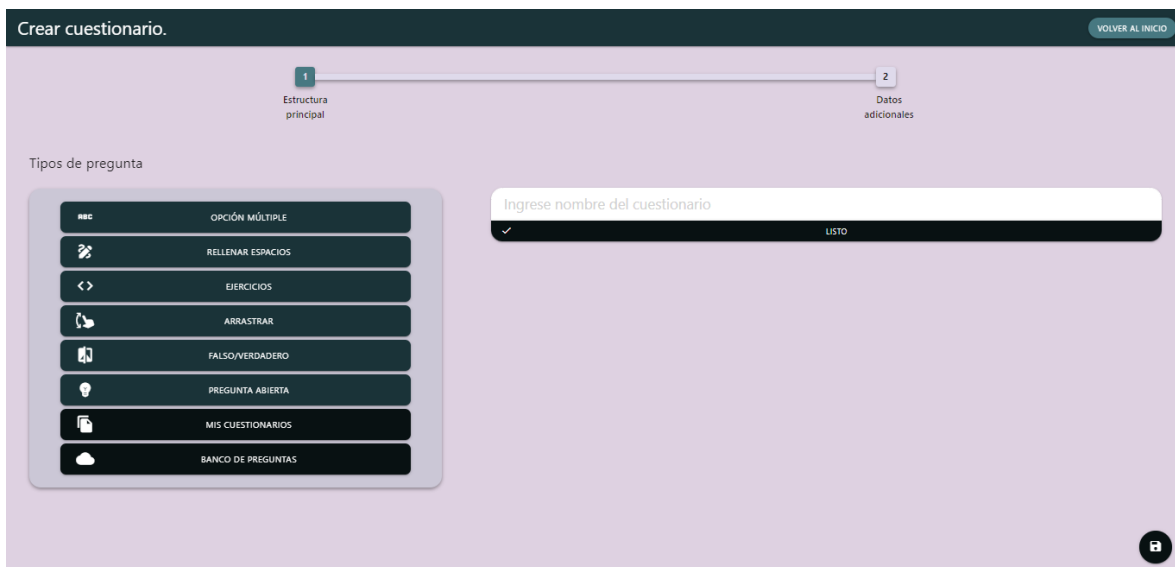 Crear cuestionario.
VOLVER AL INICIO
1
2
Estructura
principal
Datos
adicionales
Tipos de pregunta
ABC OPCIÓN MÚLTIPLE
RELLENAR ESPACIOS
EJERCICIOS
ARRASTRAR
FALSO/VERDADERO
PREGUNTA ABIERTA
MIS CUESTIONARIOS
BANCO DE PREGUNTAS
Ingrese nombre del cuestionario
LISTO